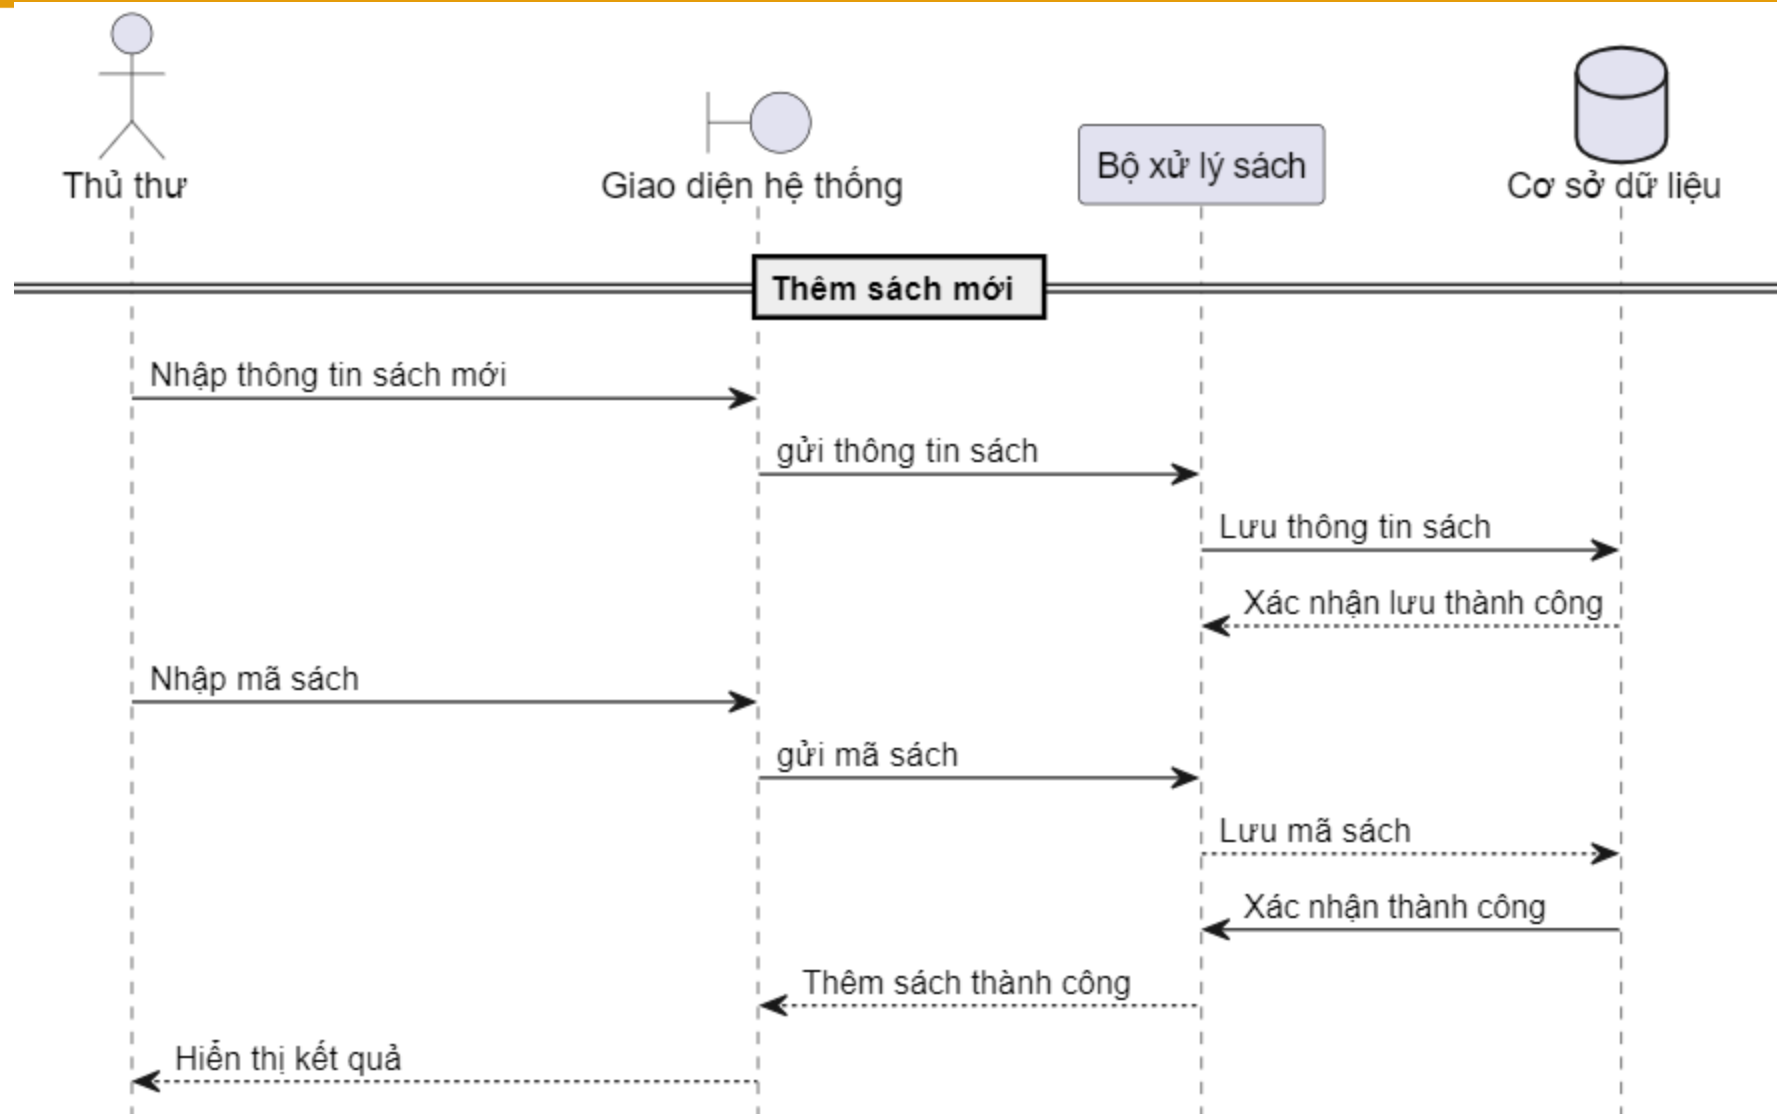 Thủ thư
Giao diện hệ thống
Bộ xử lý sách
Cơ sở dữ liệu
Thêm sách mới
Nhập thông tin sách mới
gửi thông tin sách
Lưu thông tin sách
Xác nhận lưu thành công
Nhập mã sách
gửi mã sách
Lưu mã sách
Xác nhận thành công
Thêm sách thành công
Hiển thị kết quả